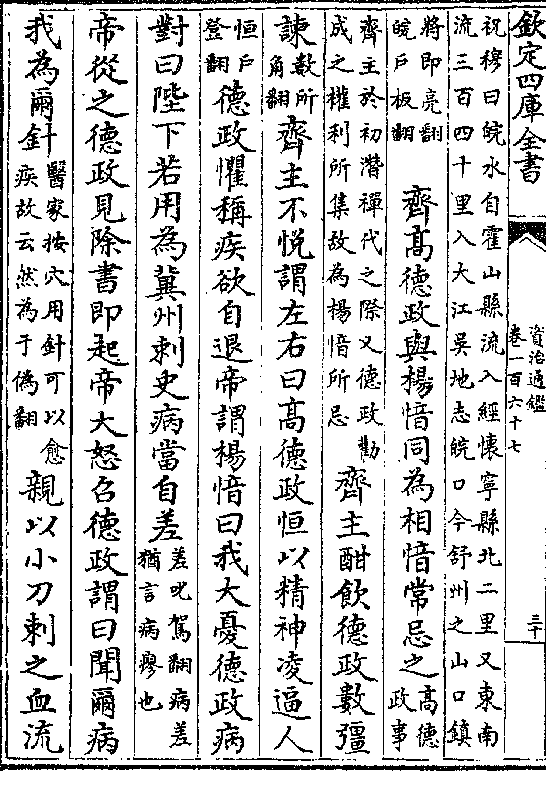 欽定四庫全書
資治通鑑
卷一百六十七
三十
祝穆曰皖水自霍山縣流入經懷寧縣北二里又東南
流三百四十里入大江吳地志皖口今舒州之山口鎮
將即亮翻
皖戶板翻
齊高德政與楊愔同為相愔常忌之
高德
政事
齊主於初潛禪代之際又德政勸
成之權利所集故為楊愔所忌
齊主酣飲德政數彊
諫
數所
角翻
齊主不悅謂左右曰高德政恒以精神凌逼人
恒戶
登翻
德政懼稱疾欲自退帝謂楊愔曰我大憂德政病
對曰陛下若用為冀州刺史病當自差
差叱駕翻病差
猶言病瘳也
帝從之德政見除書即起帝大怒召德政謂曰聞爾病
我為爾針
醫家按穴用針可以愈
疾故云然為于偽翻
親以小刀刺之血流